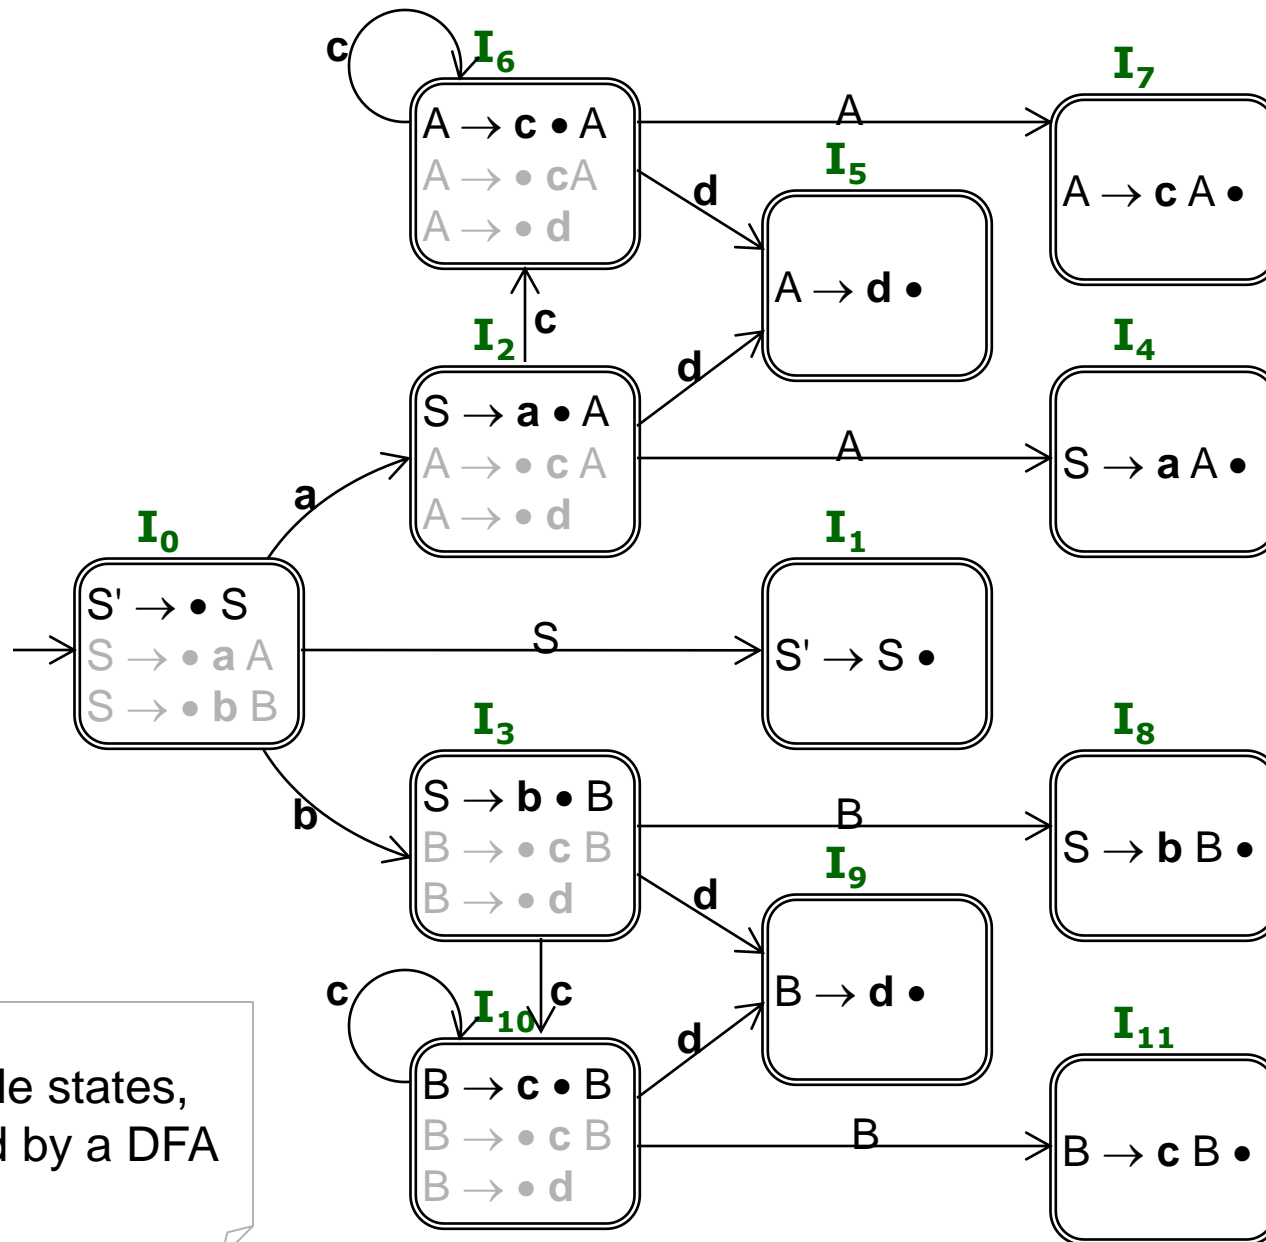 c
I6
A → c • A
A → • cA
A → • d
A
I7
A → c A •
d
I5
A → d •
c
I2
S → a • A
A → • c A
A → • d
d
A
I4
S → a A •
a
I0
S' → • S
S → • a A
S → • b B
S
I1
S' → S •
b
I3
S → b • B
B → • c B
B → • d
B
I8
S → b B •
d
I9
B → d •
c
c
I10
B → c • B
B → • c B
B → • d
d
B
I11
B → c B •
le states,
d by a DFA